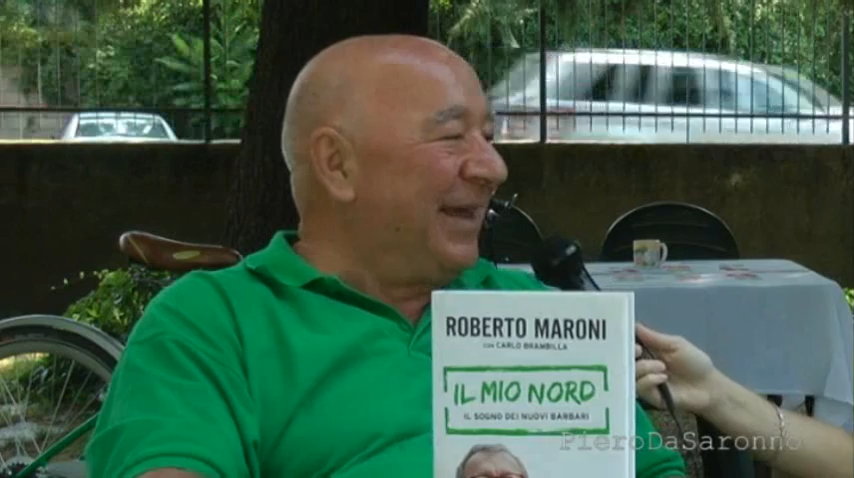 ROBERTO MARONI
CON CARLO BRAMBILLA
IL MIO NORD
IL SOGNO DEI NUOVI BARBARI
PieroDaSaronno